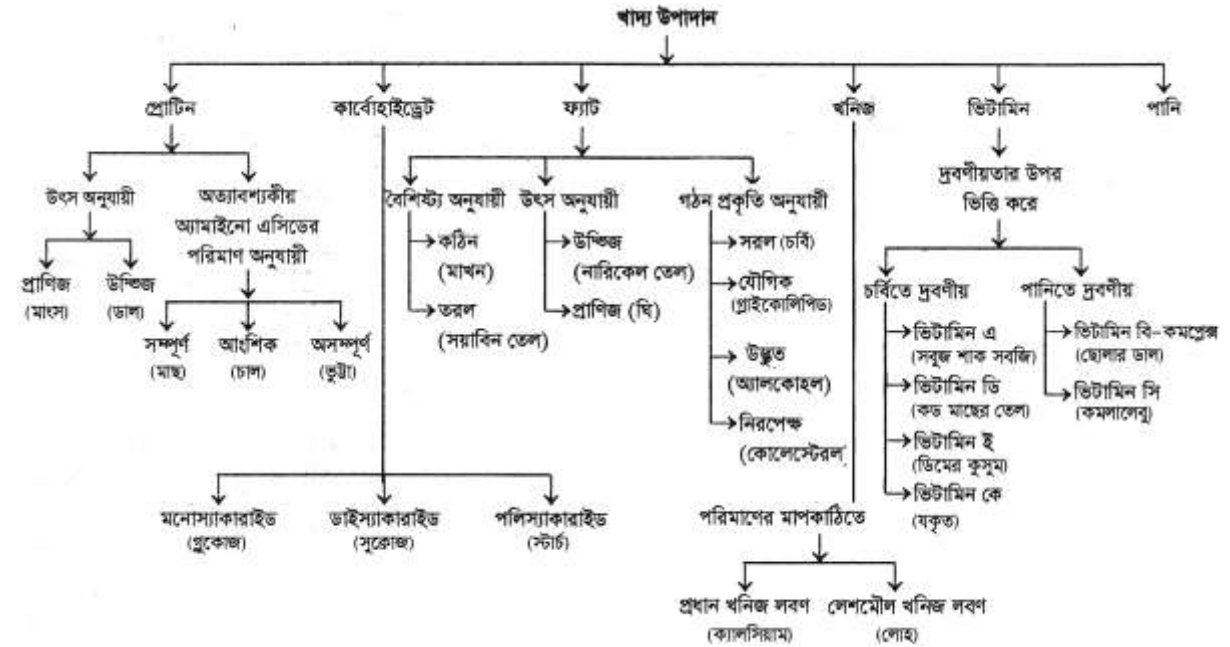 খাদ্য উপাদান
প্রোটিন
কার্বোহাইড্রেট
ফ্যাট
খনিজ
ভিটামিন
পানি
উৎস অনুযায়ী
প্রাণিজ
(মাংস)
উদ্ভিজ
(ডাল)
অত্যাবশ্যকীয়
অ্যামাইনো এসিডের
পরিমাণ অনুযায়ী
সম্পূর্ণ
(মাছ)
আংশিক
(চাল)
অসম্পূর্ণ
(ভুট্টা)
মনোস্যাকারাইড
(গ্লুকোজ)
ডাইস্যাকারাইড
(সুক্রোজ)
পলিস্যাকারাইড
(স্টার্চ)
বৈশিষ্ট্য অনুযায়ী
কঠিন
(মাখন)
তরল
(সয়াবিন তেল)
উৎস অনুযায়ী
উদ্ভিজ
(নারিকেল তেল)
প্রাণিজ (ঘি)
গঠন প্রকৃতি অনুযায়ী
সরল (চর্বি)
যৌগিক
(গ্লাইকোলিপিড)
উদ্ভূত
(অ্যালকোহল)
নিরপেক্ষ
(কোলেস্টেরল)
পরিমাণের মাপকাঠিতে
প্রধান খনিজ লবণ
(ক্যালসিয়াম)
লেশমৌল খনিজ লবণ
(লোহ)
দ্রবণীয়তার উপর
ভিত্তি করে
চর্বিতে দ্রবণীয়
ভিটামিন এ
(সবুজ শাক সবজি)
ভিটামিন ডি
(কড মাছের তেল)
ভিটামিন ই
(ডিমের কুসুম)
ভিটামিন কে
(যকৃত)
পানিতে দ্রবণীয়
ভিটামিন বি-কমপ্লেক্স
(ছোলার ডাল)
ভিটামিন সি
(কমলালেবু)